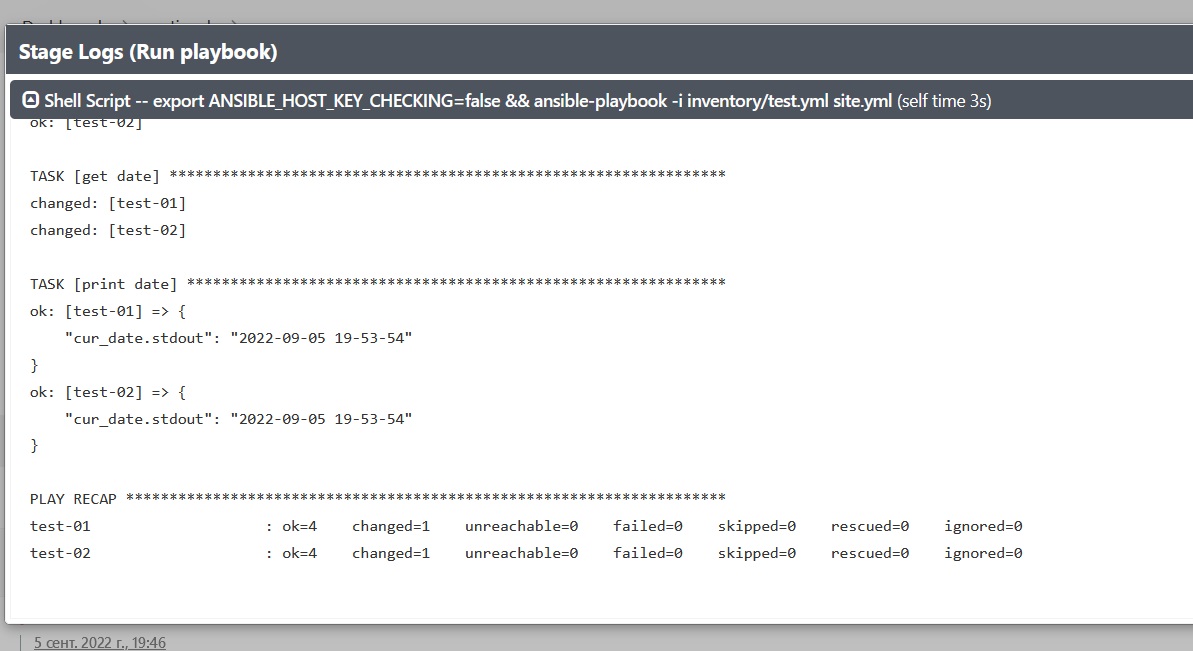 Stage Logs (Run playbook)
Shell Script -- export ANSIBLE_HOST_KEY_CHECKING=false && ansible-playbook -i inventory/test.yml site.yml (self time 3s)
ok: [test-02]
TASK [get date] ****************************************************************
changed: [test-01]
changed: [test-02]
TASK [print date] **************************************************************
ok: [test-01] => {
    "cur_date.stdout": "2022-09-05 19-53-54"
}
ok: [test-02] => {
    "cur_date.stdout": "2022-09-05 19-53-54"
}
PLAY RECAP *********************************************************************
test-01                    : ok=4    changed=1    unreachable=0    failed=0    skipped=0    rescued=0    ignored=0
test-02                    : ok=4    changed=1    unreachable=0    failed=0    skipped=0    rescued=0    ignored=0
5 сент. 2022 г., 19:46